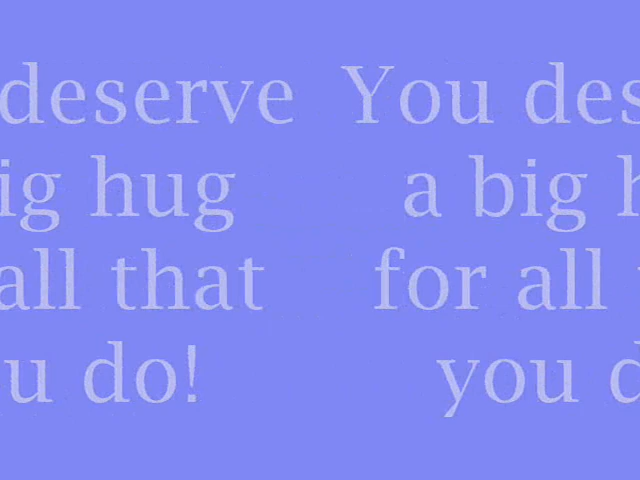 deserve You des
ig hug a big h
all that for all
u do! you d